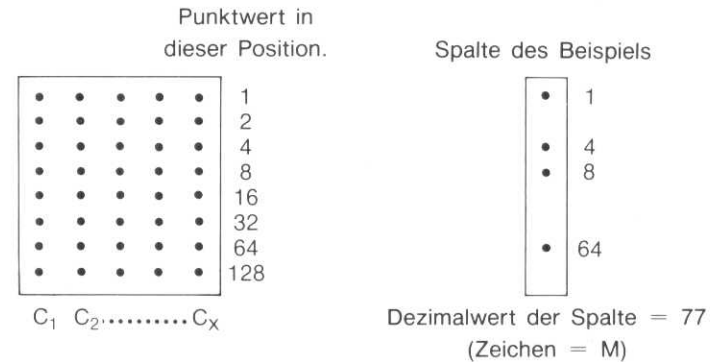 Punktwert in
dieser Position.
1
2
4
8
16
32
64
128
C₁ C₂·········· Cₓ
Spalte des Beispiels
1
4
8
64
Dezimalwert der Spalte = 77
(Zeichen = M)